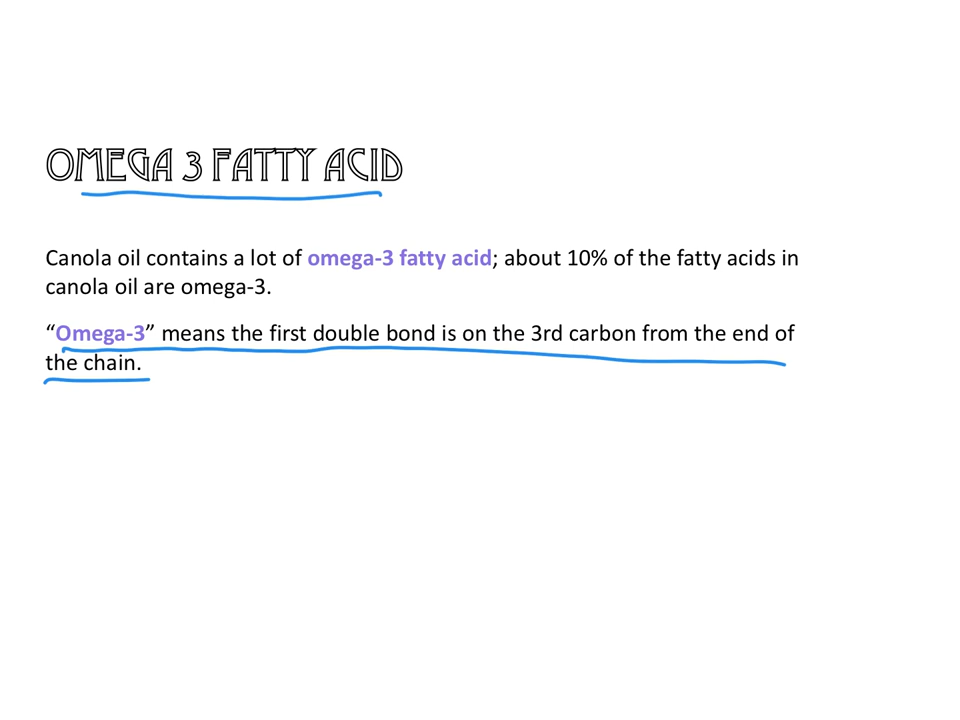 OMEGA 3 FATTY ACID
Canola oil contains a lot of omega-3 fatty acid; about 10% of the fatty acids in
canola oil are omega-3.
“Omega-3” means the first double bond is on the 3rd carbon from the end of
the chain.